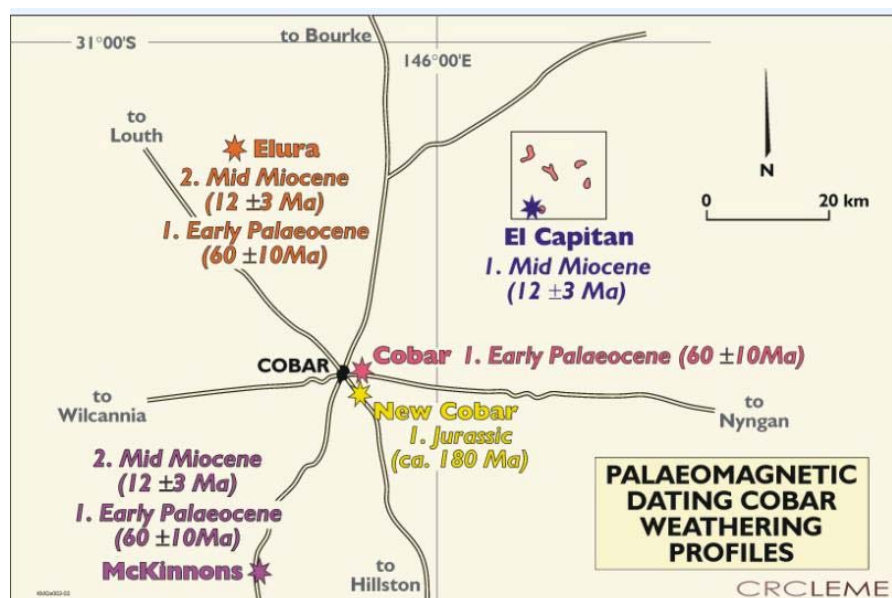 to Bourke
31°00'S
146°00'E
to
Louth
Elura
2. Mid Miocene
(12 ±3 Ma)
1. Early Palaeocene
(60 ±10Ma)
N
0 20 km
El Capitan
1. Mid Miocene
(12 ±3 Ma)
COBAR
Cobar 1. Early Palaeocene (60 ±10Ma)
to
Wilcannia
New Cobar
1. Jurassic
(ca. 180 Ma)
to
Nyngan
2. Mid Miocene
(12 ±3 Ma)
1. Early Palaeocene
(60 ±10Ma)
McKinnons
to
Hillston
PALAEOMAGNETIC
DATING COBAR
WEATHERING
PROFILES
CRCLEME